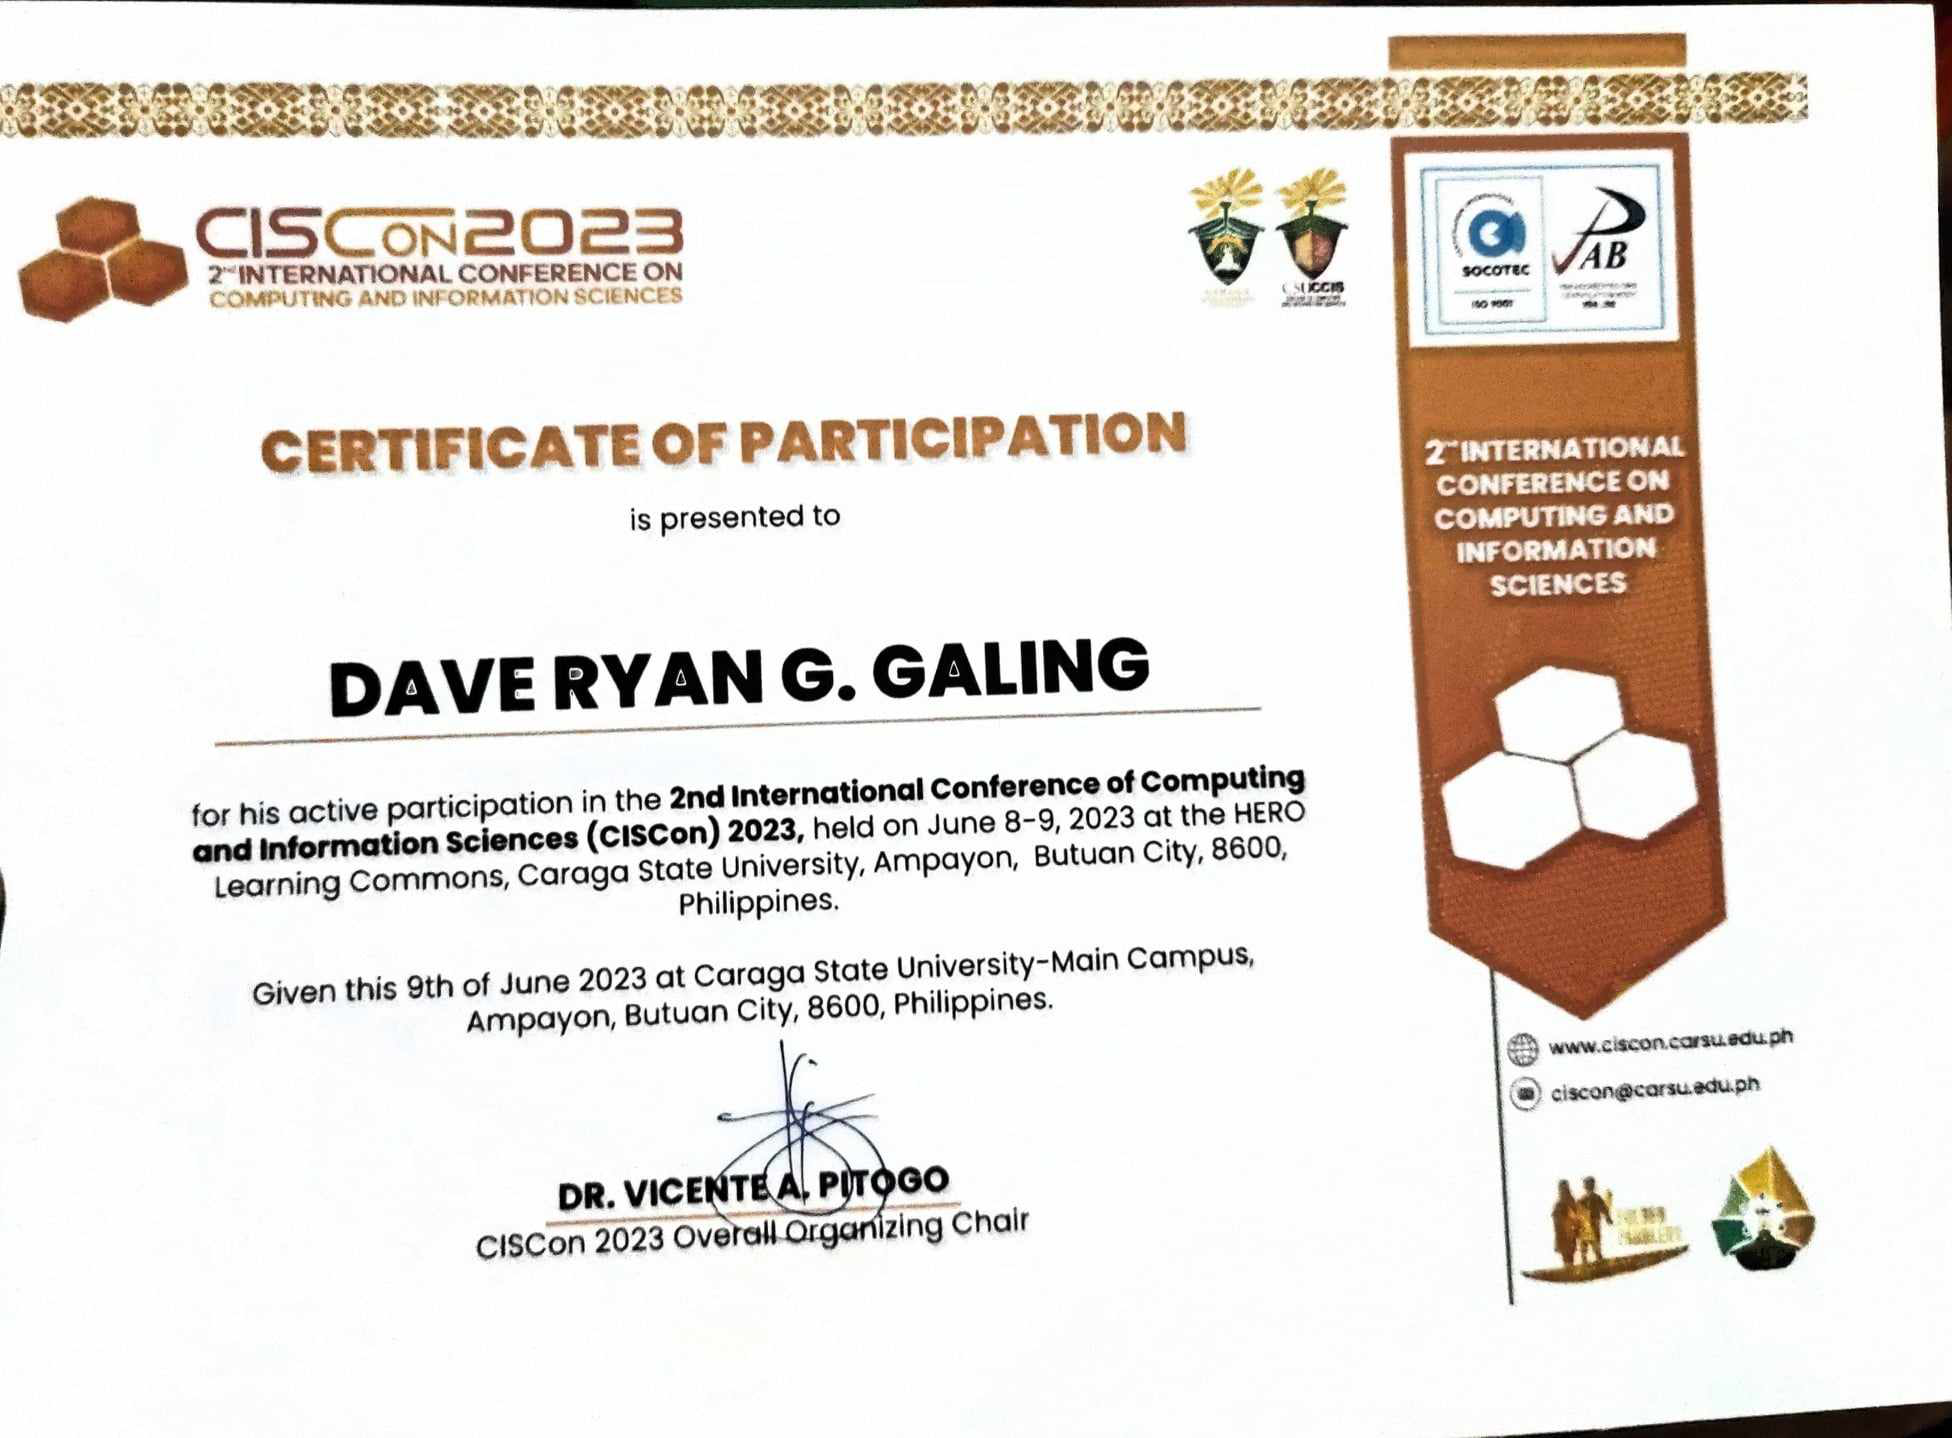 CISCON2023
2nd INTERNATIONAL CONFERENCE ON
COMPUTING AND INFORMATION SCIENCES
CSUCCIS
SOCOTEC
ISO 9001
PAB
CERTIFICATE OF PARTICIPATION
is presented to
DAVE RYAN G. GALING
for his active participation in the 2nd International Conference of Computing
and Information Sciences (CISCon) 2023, held on June 8-9, 2023 at the HERO
Learning Commons, Caraga State University, Ampayon, Butuan City, 8600,
Philippines.
Given this 9th of June 2023 at Caraga State University-Main Campus,
Ampayon, Butuan City, 8600, Philippines.
DR. VICENTE A. PITOGO
CISCon 2023 Overall Organizing Chair
2nd INTERNATIONAL
CONFERENCE ON
COMPUTING AND
INFORMATION
SCIENCES
www.ciscon.carsu.edu.ph
ciscon@carsu.edu.ph